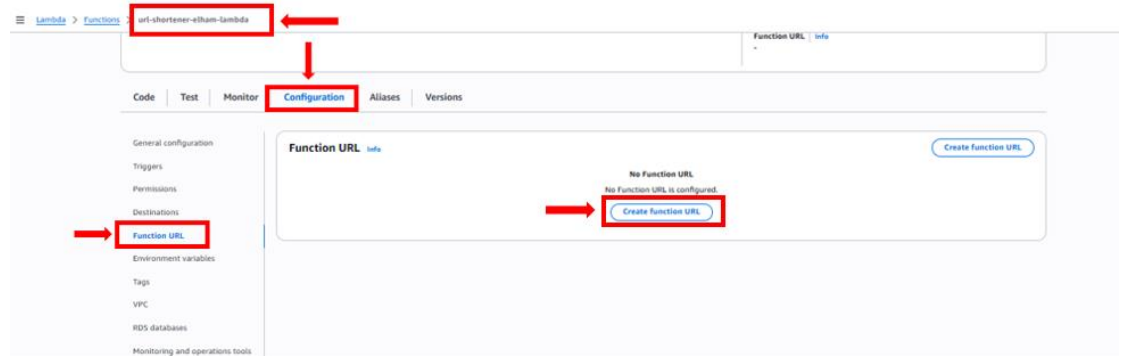 Lambda > Functions > url-shortener-elham-lambda
Function URL Info
-
Code Test Monitor Configuration Aliases Versions
General configuration
Triggers
Permissions
Destinations
Function URL
Environment variables
Tags
VPC
RDS databases
Monitoring and operations tools
Function URL Info
Create function URL
No Function URL
No Function URL is configured.
Create function URL